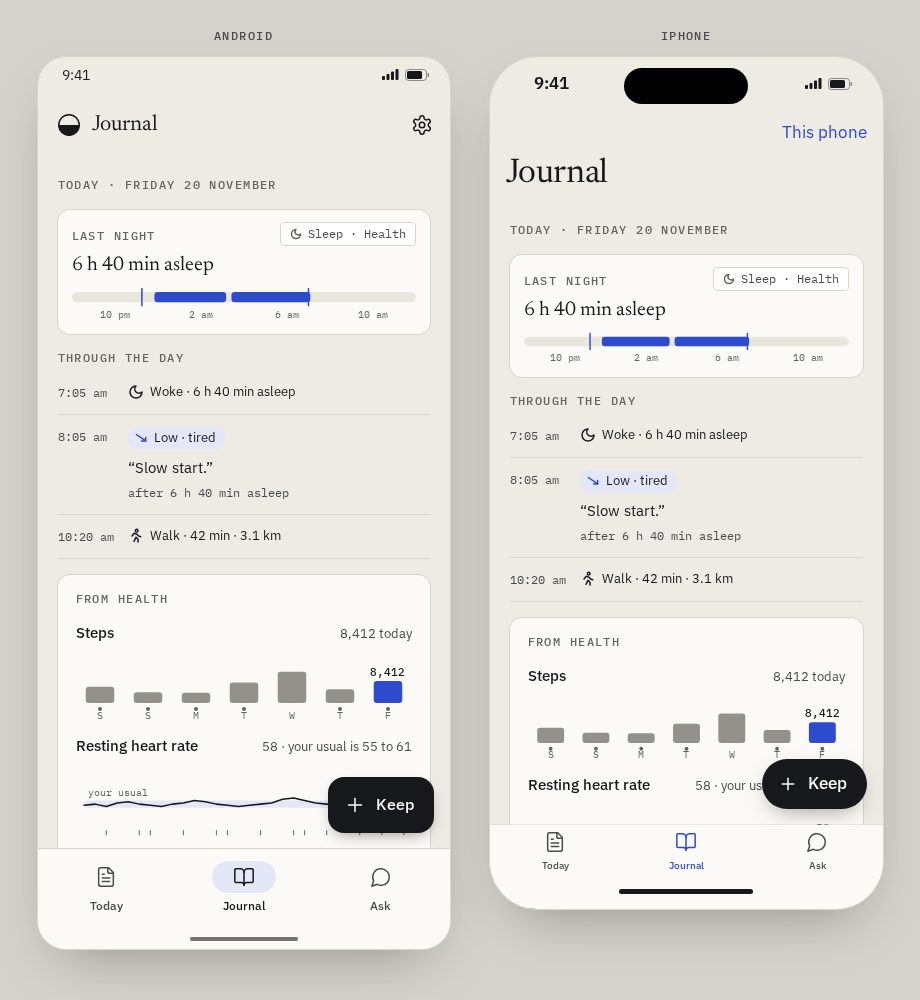 ANDROID
9:41
Journal
TODAY · FRIDAY 20 NOVEMBER
LAST NIGHT
Sleep · Health
6 h 40 min asleep
10 pm 2 am 6 am 10 am
THROUGH THE DAY
7:05 am Woke · 6 h 40 min asleep
8:05 am Low · tired
“Slow start.”
after 6 h 40 min asleep
10:20 am Walk · 42 min · 3.1 km
FROM HEALTH
Steps 8,412 today
8,412
S S M T W T F
Resting heart rate 58 · your usual is 55 to 61
your usual
Keep
Today Journal Ask
IPHONE
9:41
This phone
Journal
TODAY · FRIDAY 20 NOVEMBER
LAST NIGHT
Sleep · Health
6 h 40 min asleep
10 pm 2 am 6 am 10 am
THROUGH THE DAY
7:05 am Woke · 6 h 40 min asleep
8:05 am Low · tired
“Slow start.”
after 6 h 40 min asleep
10:20 am Walk · 42 min · 3.1 km
FROM HEALTH
Steps 8,412 today
8,412
S S M T W T F
Resting heart rate 58 · your us
Keep
Today Journal Ask